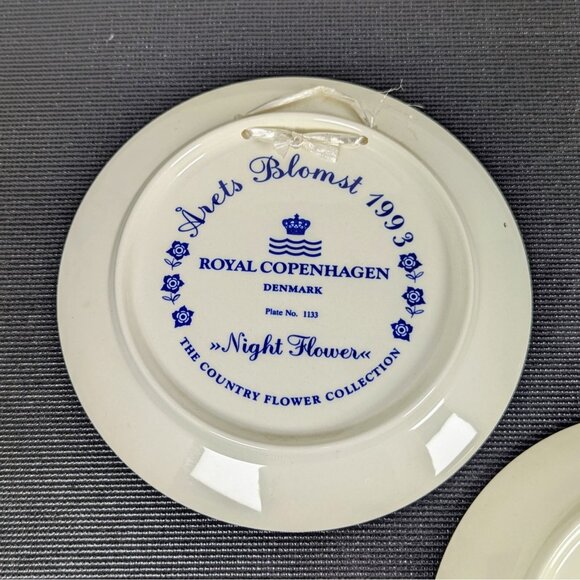 Årets Blomst 1993
ROYAL COPENHAGEN
DENMARK
Plate No. 1133
»Night Flower«
THE COUNTRY FLOWER COLLECTION